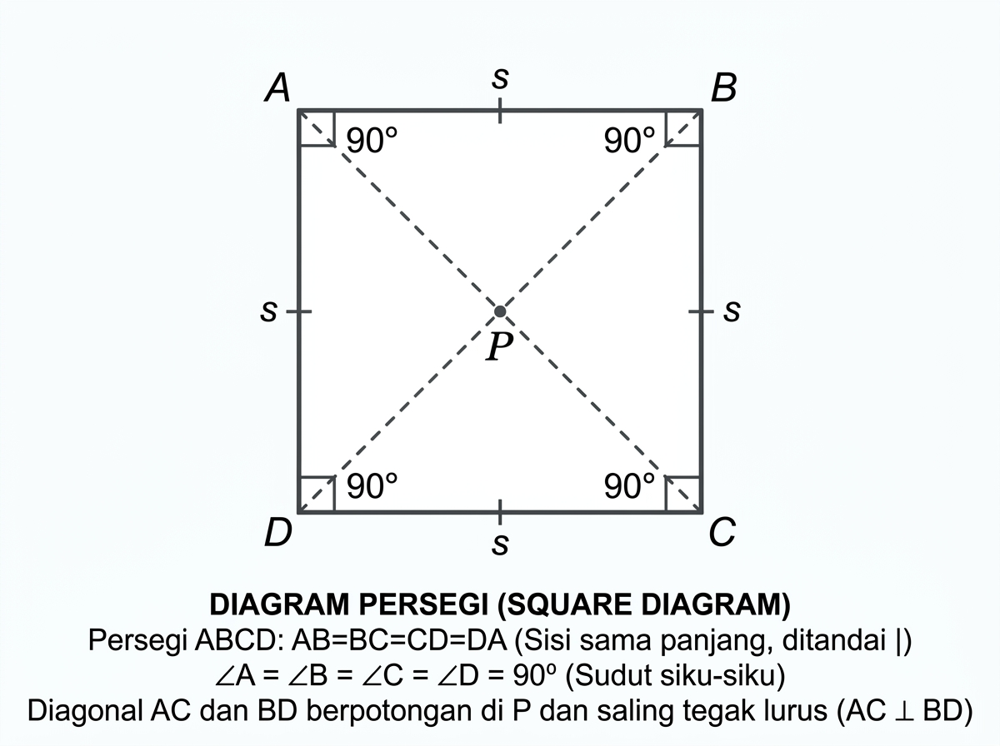 A s B
90° 90°
s s
P
90° 90°
D s C
DIAGRAM PERSEGI (SQUARE DIAGRAM)
Persegi ABCD: AB=BC=CD=DA (Sisi sama panjang, ditandai |)
∠A = ∠B = ∠C = ∠D = 90º (Sudut siku-siku)
Diagonal AC dan BD berpotongan di P dan saling tegak lurus (AC ⊥ BD)